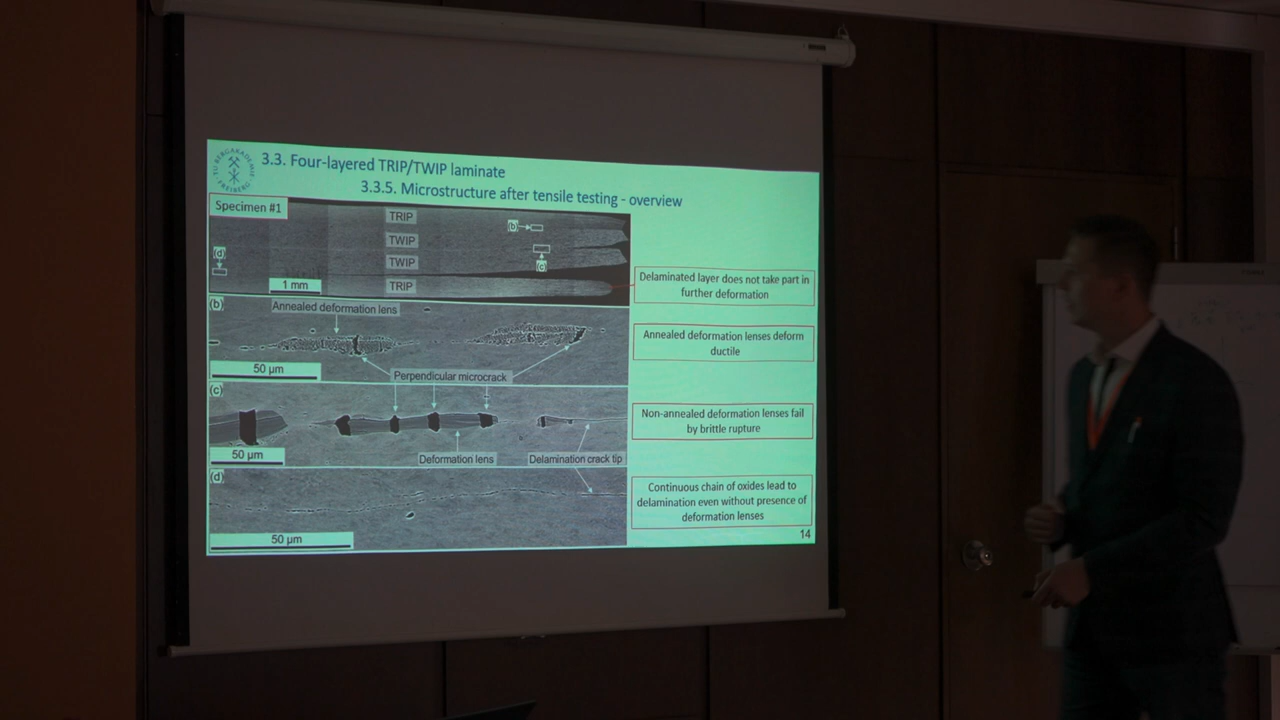 TU BERGAKADEMIE FREIBERG
3.3. Four-layered TRIP/TWIP laminate
3.3.5. Microstructure after tensile testing - overview
Specimen #1
TRIP
(b)
TWIP
(d)
TWIP
(c)
1 mm
TRIP
Delaminated layer does not take part in
further deformation
(b)
Annealed deformation lens
Annealed deformation lenses deform
ductile
50 µm
Perpendicular microcrack
(c)
Non-annealed deformation lenses fail
by brittle rupture
50 µm
Deformation lens
Delamination crack tip
(d)
Continuous chain of oxides lead to
delamination even without presence of
deformation lenses
50 µm
14